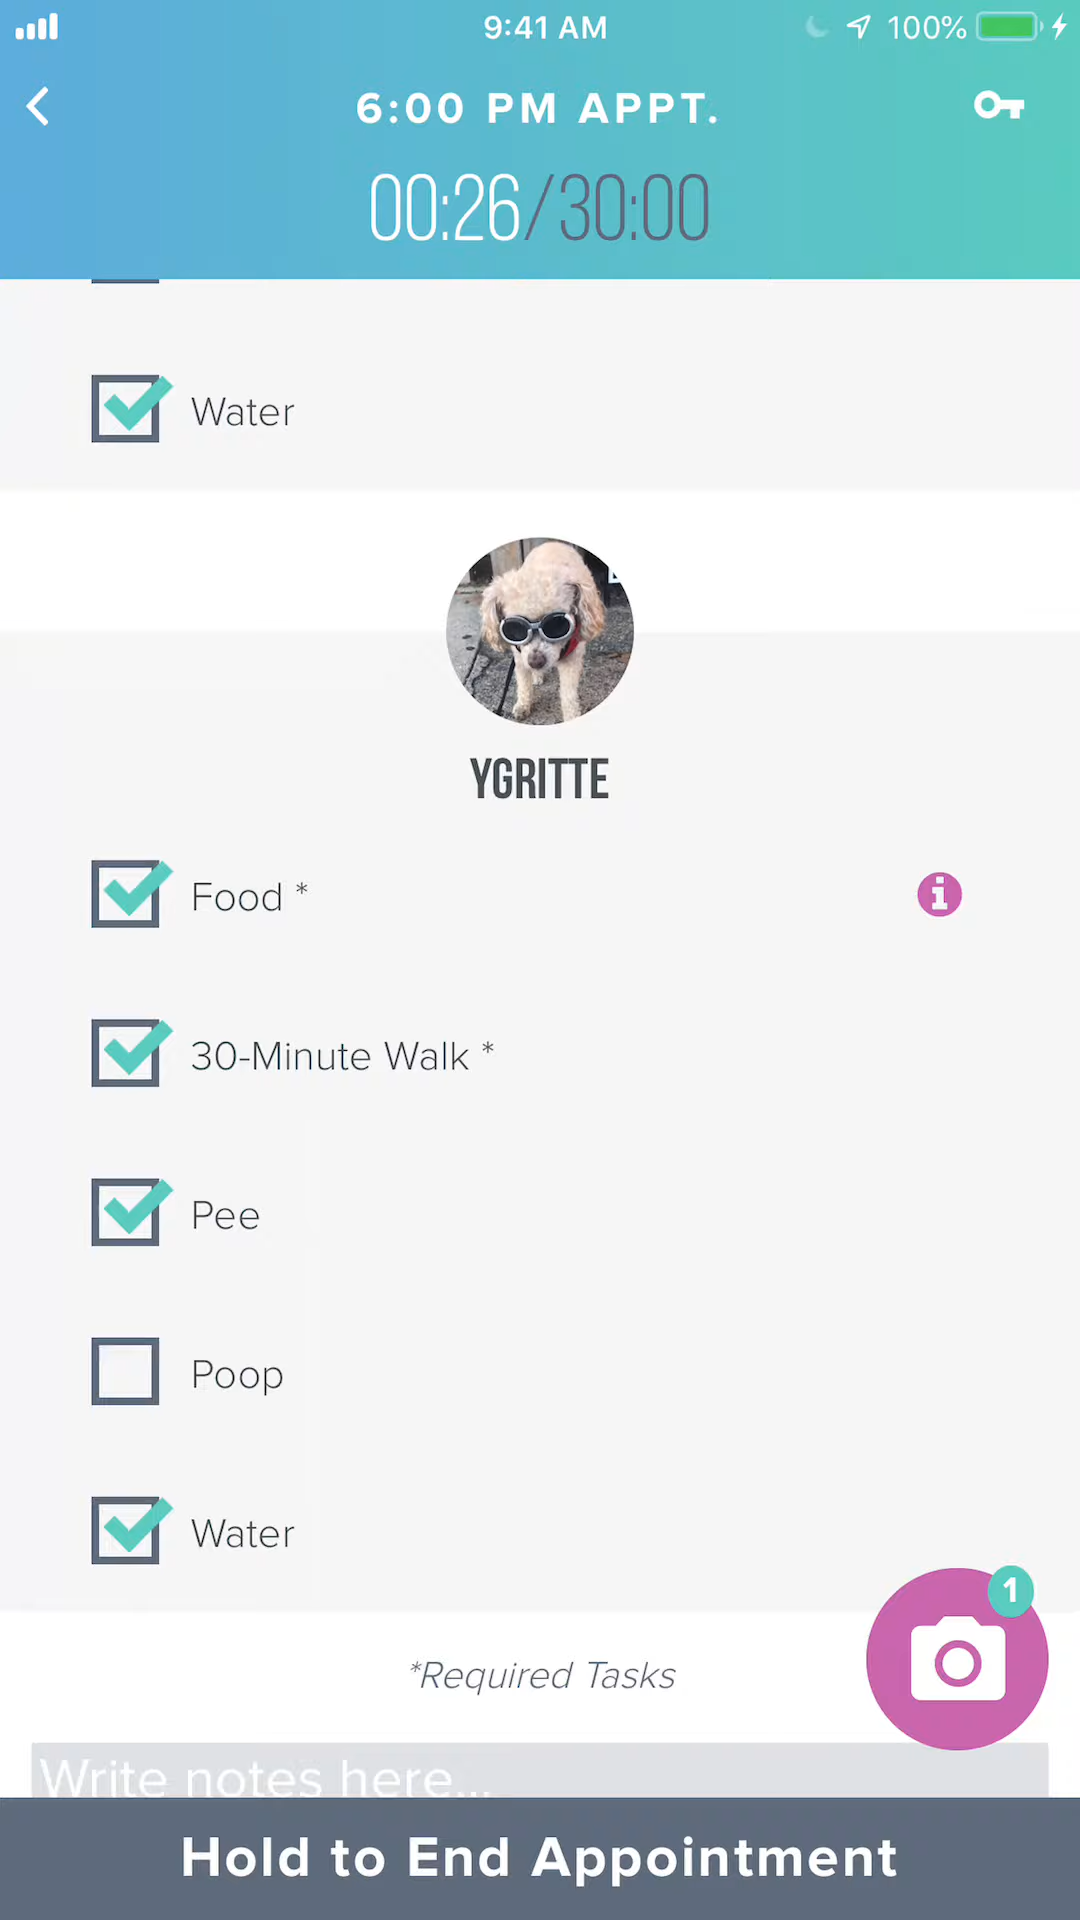 9:41 AM
100%
6:00 PM APPT.
00:26/30:00
Water
YGRITTE
Food *
30-Minute Walk *
Pee
Poop
Water
1
*Required Tasks
Write notes here...
Hold to End Appointment